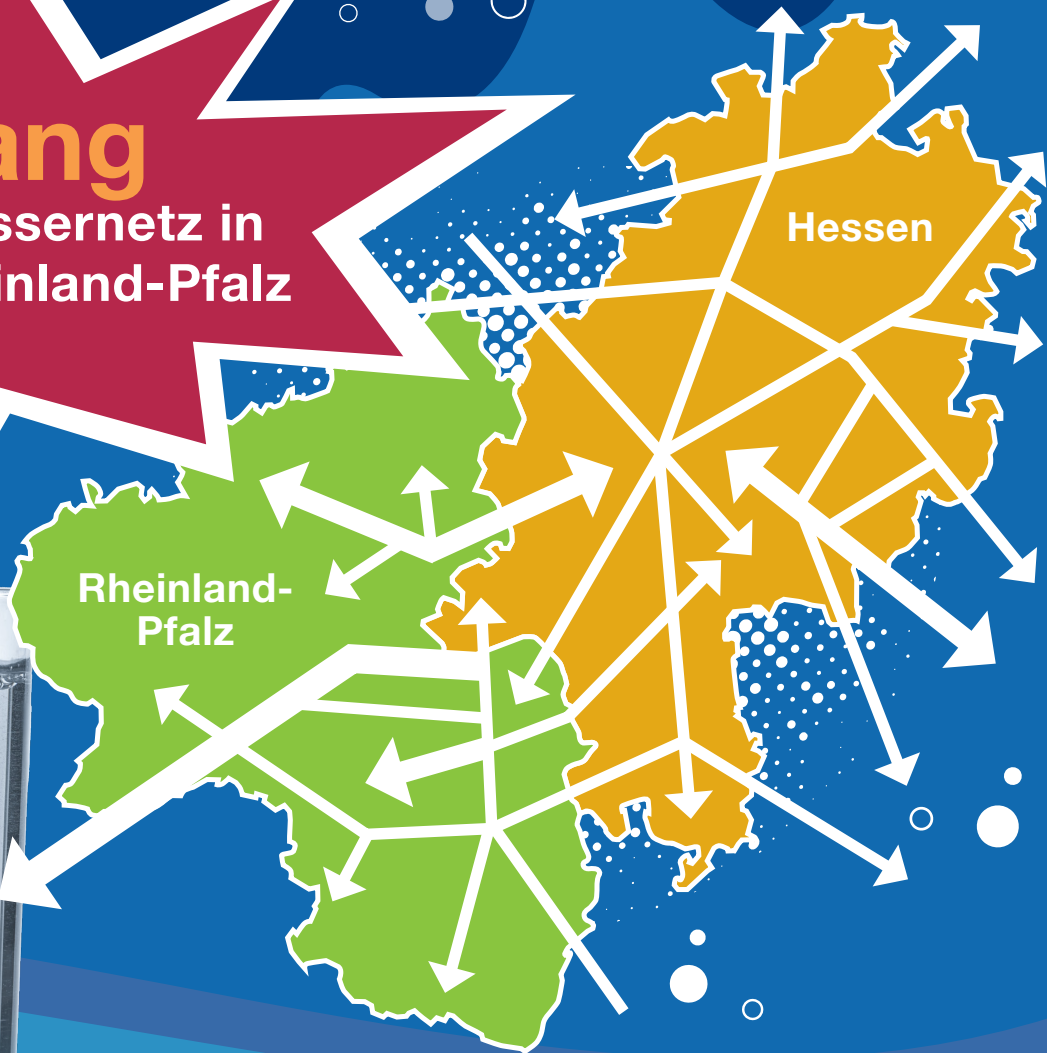 ang
ssernetz in
inland-Pfalz
Hessen
Rheinland-
Pfalz